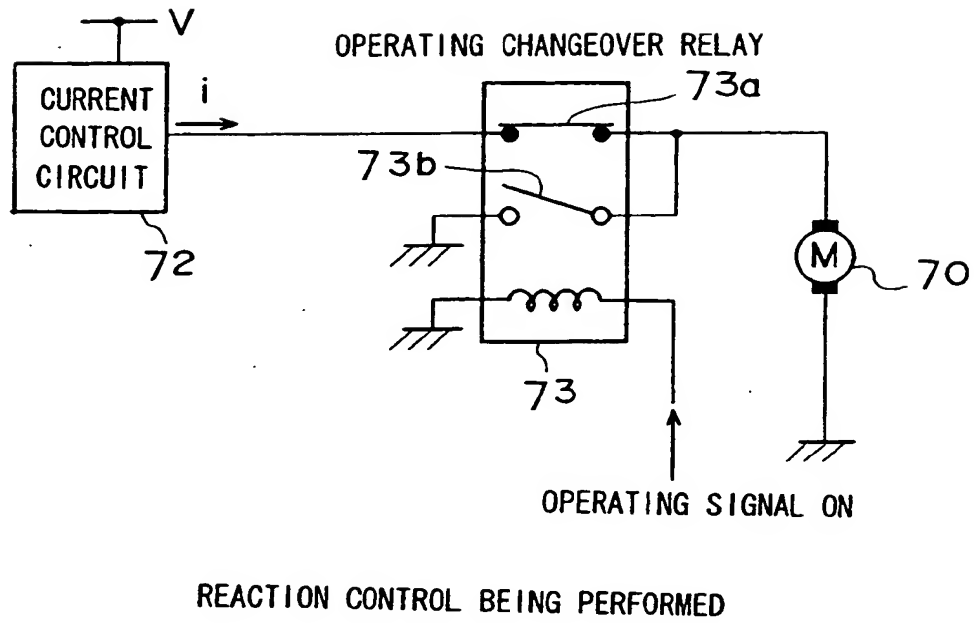 V
OPERATING CHANGEOVER RELAY
CURRENT
CONTROL
CIRCUIT
i
73a
73b
72
M
70
73
OPERATING SIGNAL ON
REACTION CONTROL BEING PERFORMED